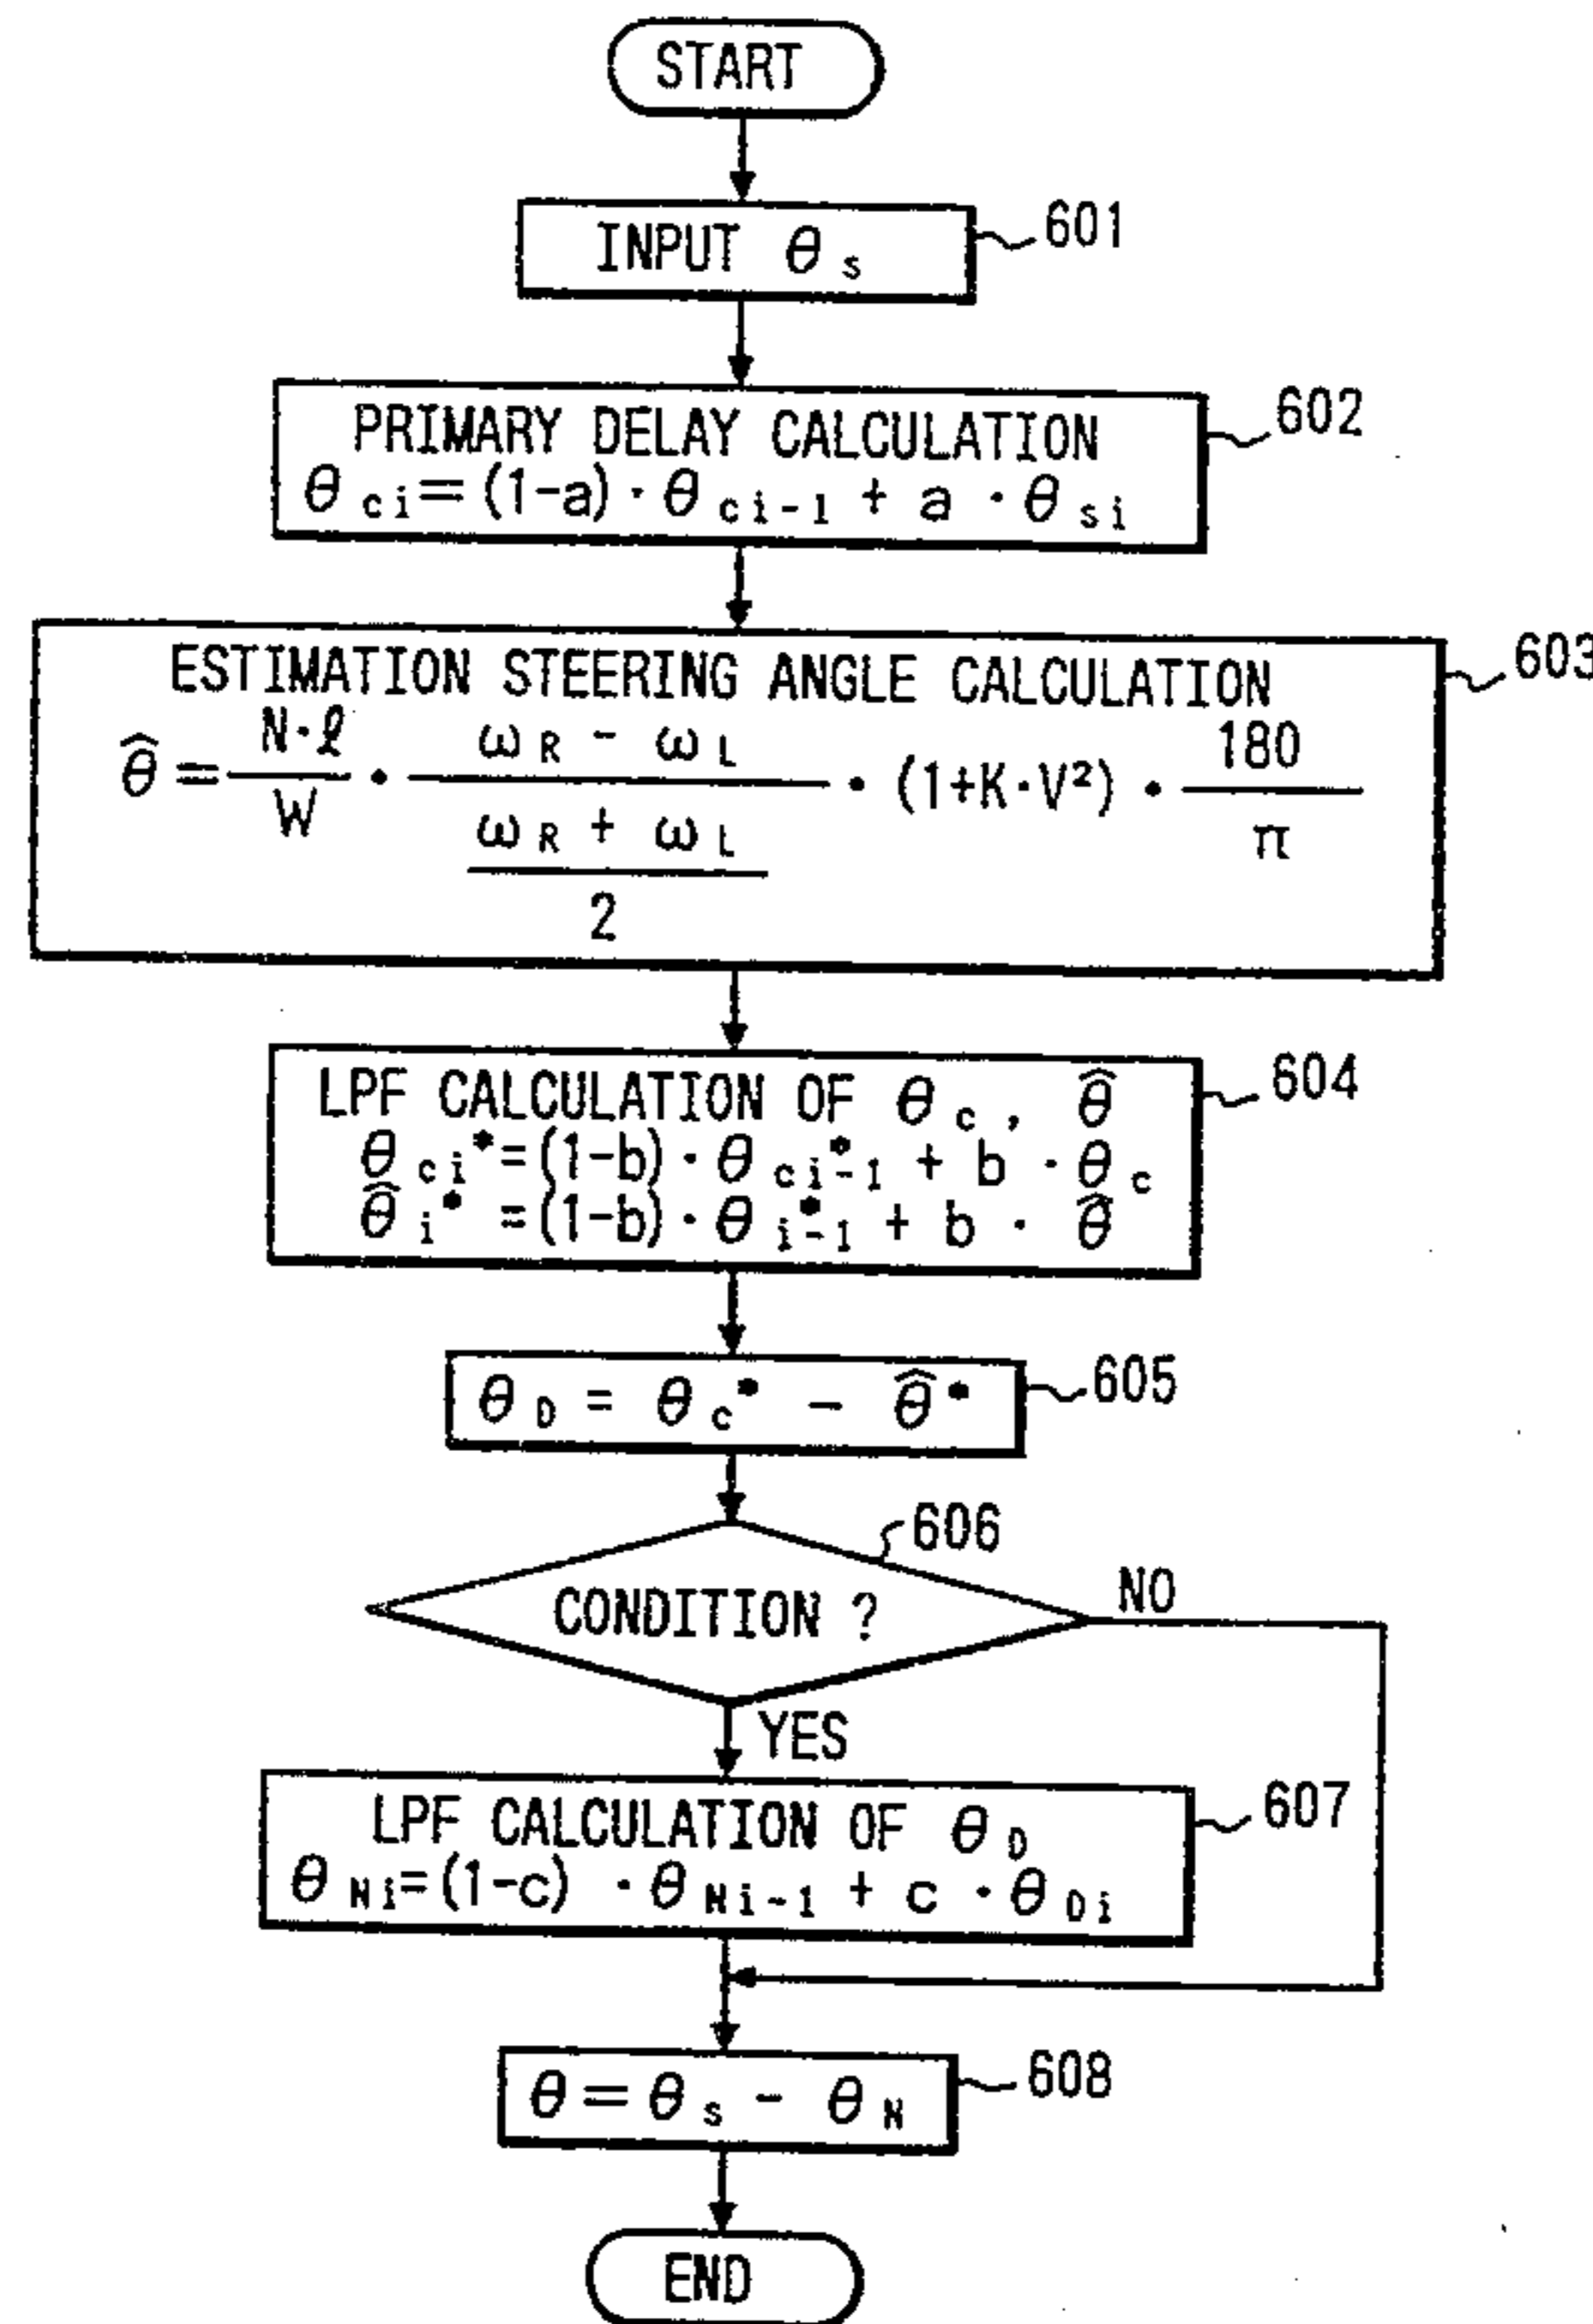 START
INPUT θs
601
PRIMARY DELAY CALCULATION
602
θci=(1-a)·θci-1 + a·θsi
ESTIMATION STEERING ANGLE CALCULATION
603
θ̂ = N·ℓ/W • (ωR - ωL)/((ωR + ωL)/2) • (1+K·V²) • 180/π
LPF CALCULATION OF θc, θ̂
604
θci*=(1-b)·θci-1* + b·θc
θ̂i* =(1-b)·θi-1* + b·θ̂
θD = θc* - θ̂*
605
606
CONDITION ?
NO
YES
LPF CALCULATION OF θD
607
θNi=(1-c)·θNi-1 + c·θDi
θ=θs - θN
608
END